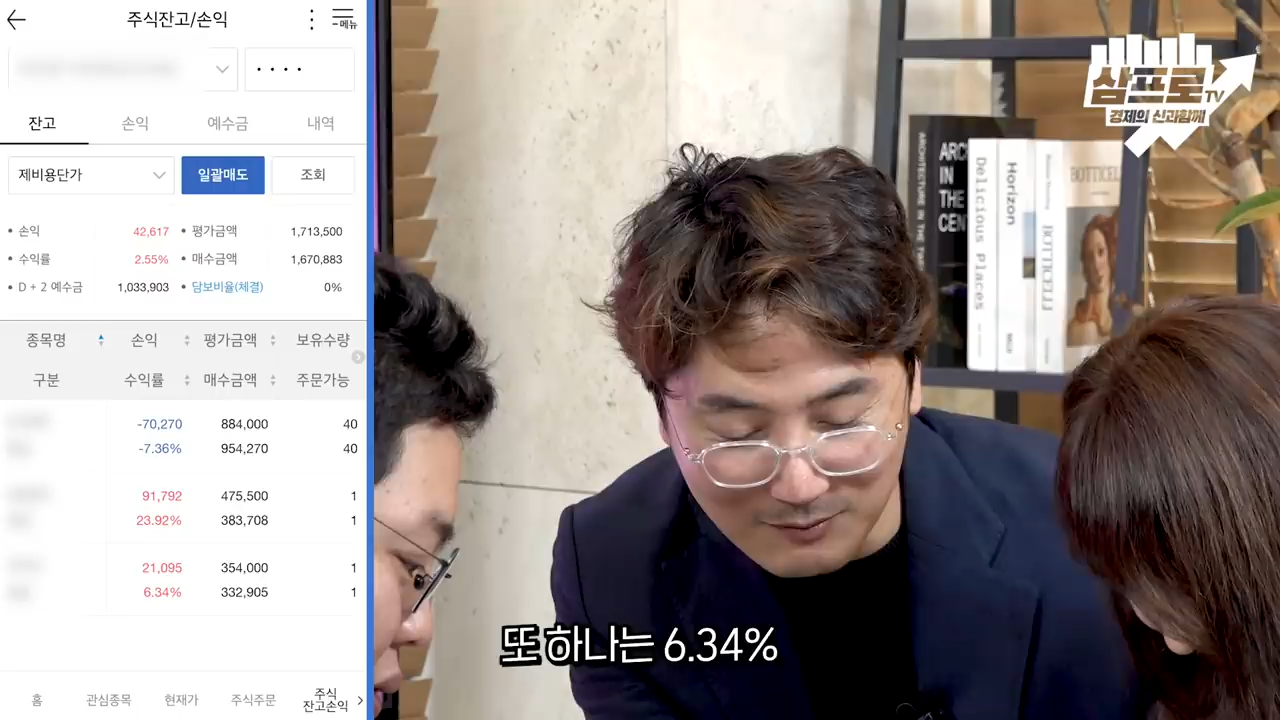 주식잔고/손익
메뉴
잔고 손익 예수금 내역
제비용단가 일괄매도 조회
• 손익 42,617 • 평가금액 1,713,500
• 수익률 2.55% • 매수금액 1,670,883
• D + 2 예수금 1,033,903 • 담보비율(체결) 0%
종목명 손익 평가금액 보유수량
구분 수익률 매수금액 주문가능
-70,270 884,000 40
-7.36% 954,270 40
91,792 475,500 1
23.92% 383,708 1
21,095 354,000 1
6.34% 332,905 1
홈 관심종목 현재가 주식주문 주식
잔고손익
삼프로TV
경제의 신과함께
ARCHITECTURE IN THE
ARC
IN
THE
CEN
Delicious Places
Horizon
BOTTICELLI
BOTTICEL
또 하나는 6.34%